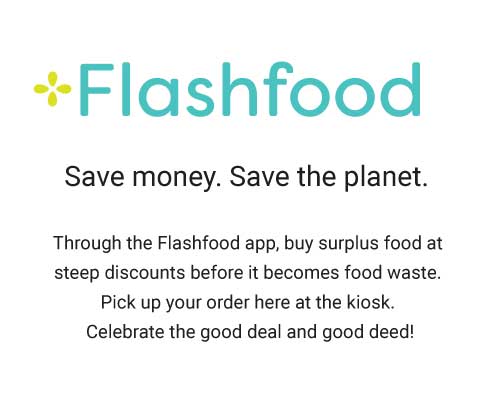 Flashfood
Save money. Save the planet.
Through the Flashfood app, buy surplus food at
steep discounts before it becomes food waste.
Pick up your order here at the kiosk.
Celebrate the good deal and good deed!